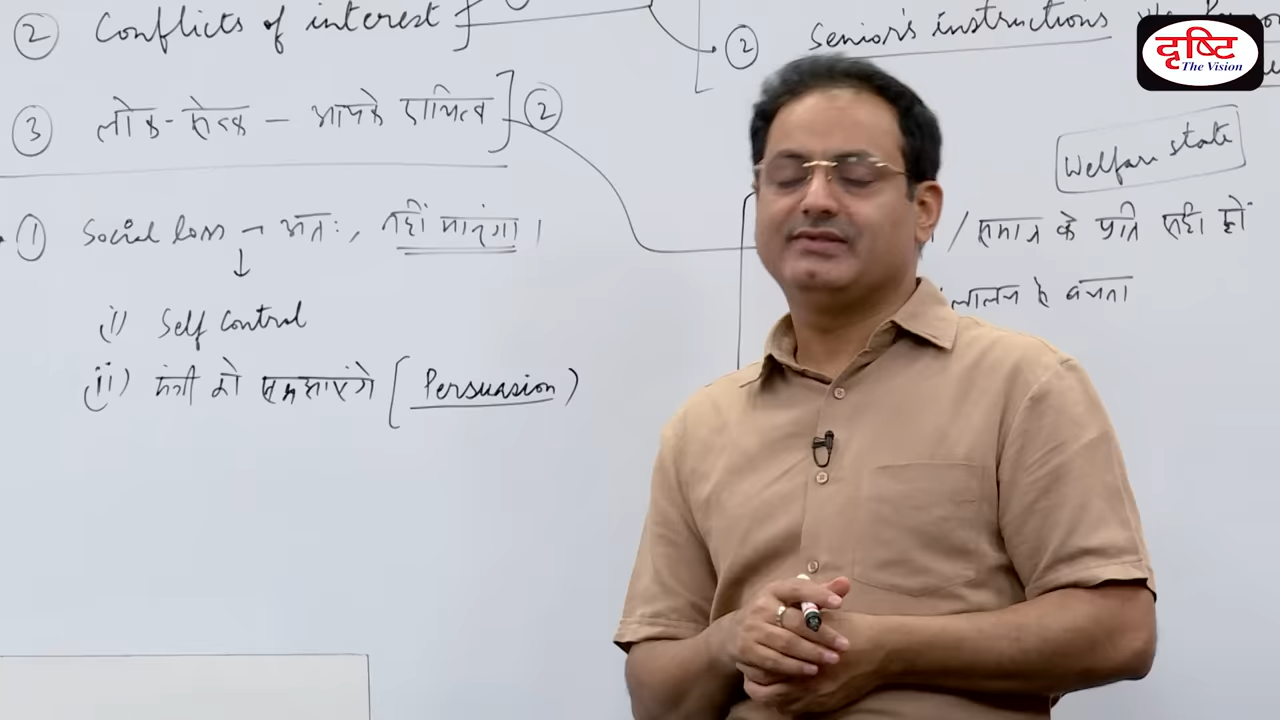 ② Conflicts of interest
③ लोक-सेवक – आपके दायित्व ②
① Social loss → अतः, नहीं मानूंगा।
(i) Self Control
(ii) मंत्री को समझाएंगे [Persuasion)
② Senior's instructions
Welfare state
/ समाज के प्रति सही हो
से बचना
दृष्टि
The Vision